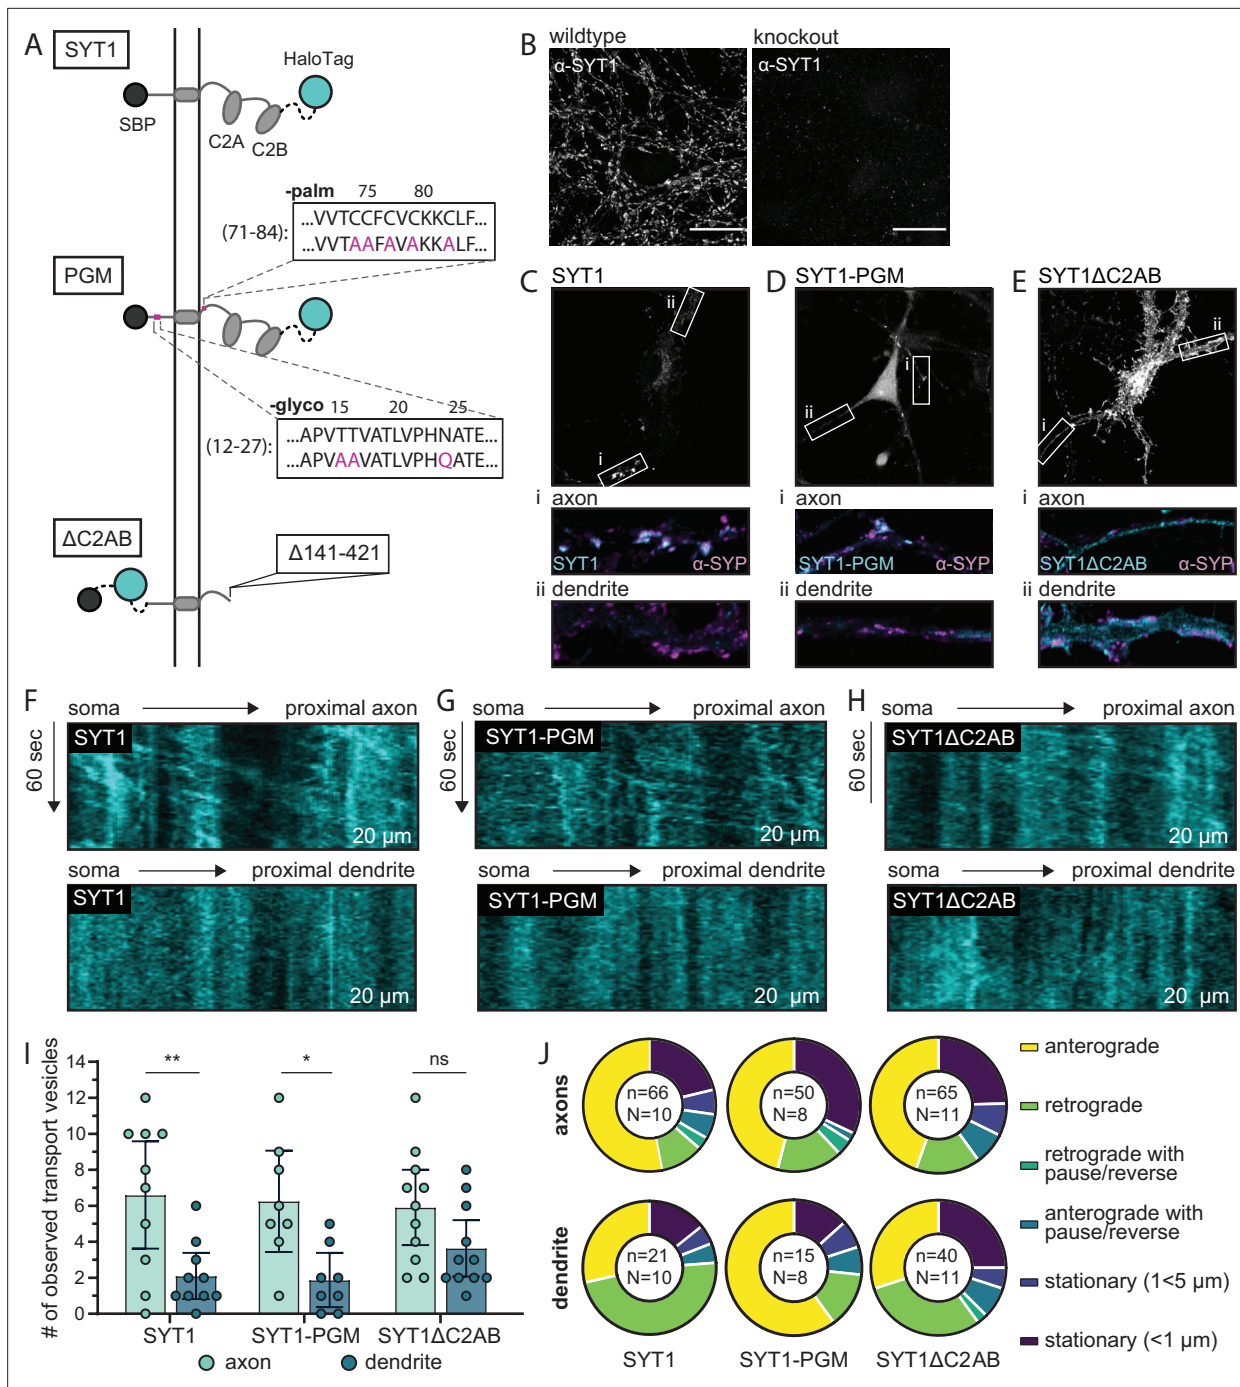 A
SYT1
HaloTag
SBP
C2A
C2B
-palm 75 80
(71-84):
...VVTCCFCVCKKCLF...
...VVTAAFAVAKKALF...
PGM
-glyco 15 20 25
(12-27):
...APVTTVATLVPHNATE...
...APVAAVATLVPHQATE...
ΔC2AB
Δ141-421
B
wildtype
α-SYT1
knockout
α-SYT1
C
SYT1
ii
i
i axon
SYT1 α-SYP
ii dendrite
D
SYT1-PGM
i
ii
i axon
SYT1-PGM α-SYP
ii dendrite
E
SYT1ΔC2AB
ii
i
i axon
SYT1ΔC2AB α-SYP
ii dendrite
F
soma proximal axon
60 sec
SYT1
20 µm
soma proximal dendrite
SYT1
20 µm
G
soma proximal axon
60 sec
SYT1-PGM
20 µm
soma proximal dendrite
SYT1-PGM
20 µm
H
soma proximal axon
60 sec
SYT1ΔC2AB
20 µm
soma proximal dendrite
SYT1ΔC2AB
20 µm
I
# of observed transport vesicles
14
12
10
8
6
4
2
0
** * ns
SYT1 SYT1-PGM SYT1ΔC2AB
axon dendrite
J
axons
n=66
N=10
n=50
N=8
n=65
N=11
dendrite
n=21
N=10
n=15
N=8
n=40
N=11
SYT1 SYT1-PGM SYT1ΔC2AB
anterograde
retrograde
retrograde with
pause/reverse
anterograde with
pause/reverse
stationary (1<5 µm)
stationary (<1 µm)